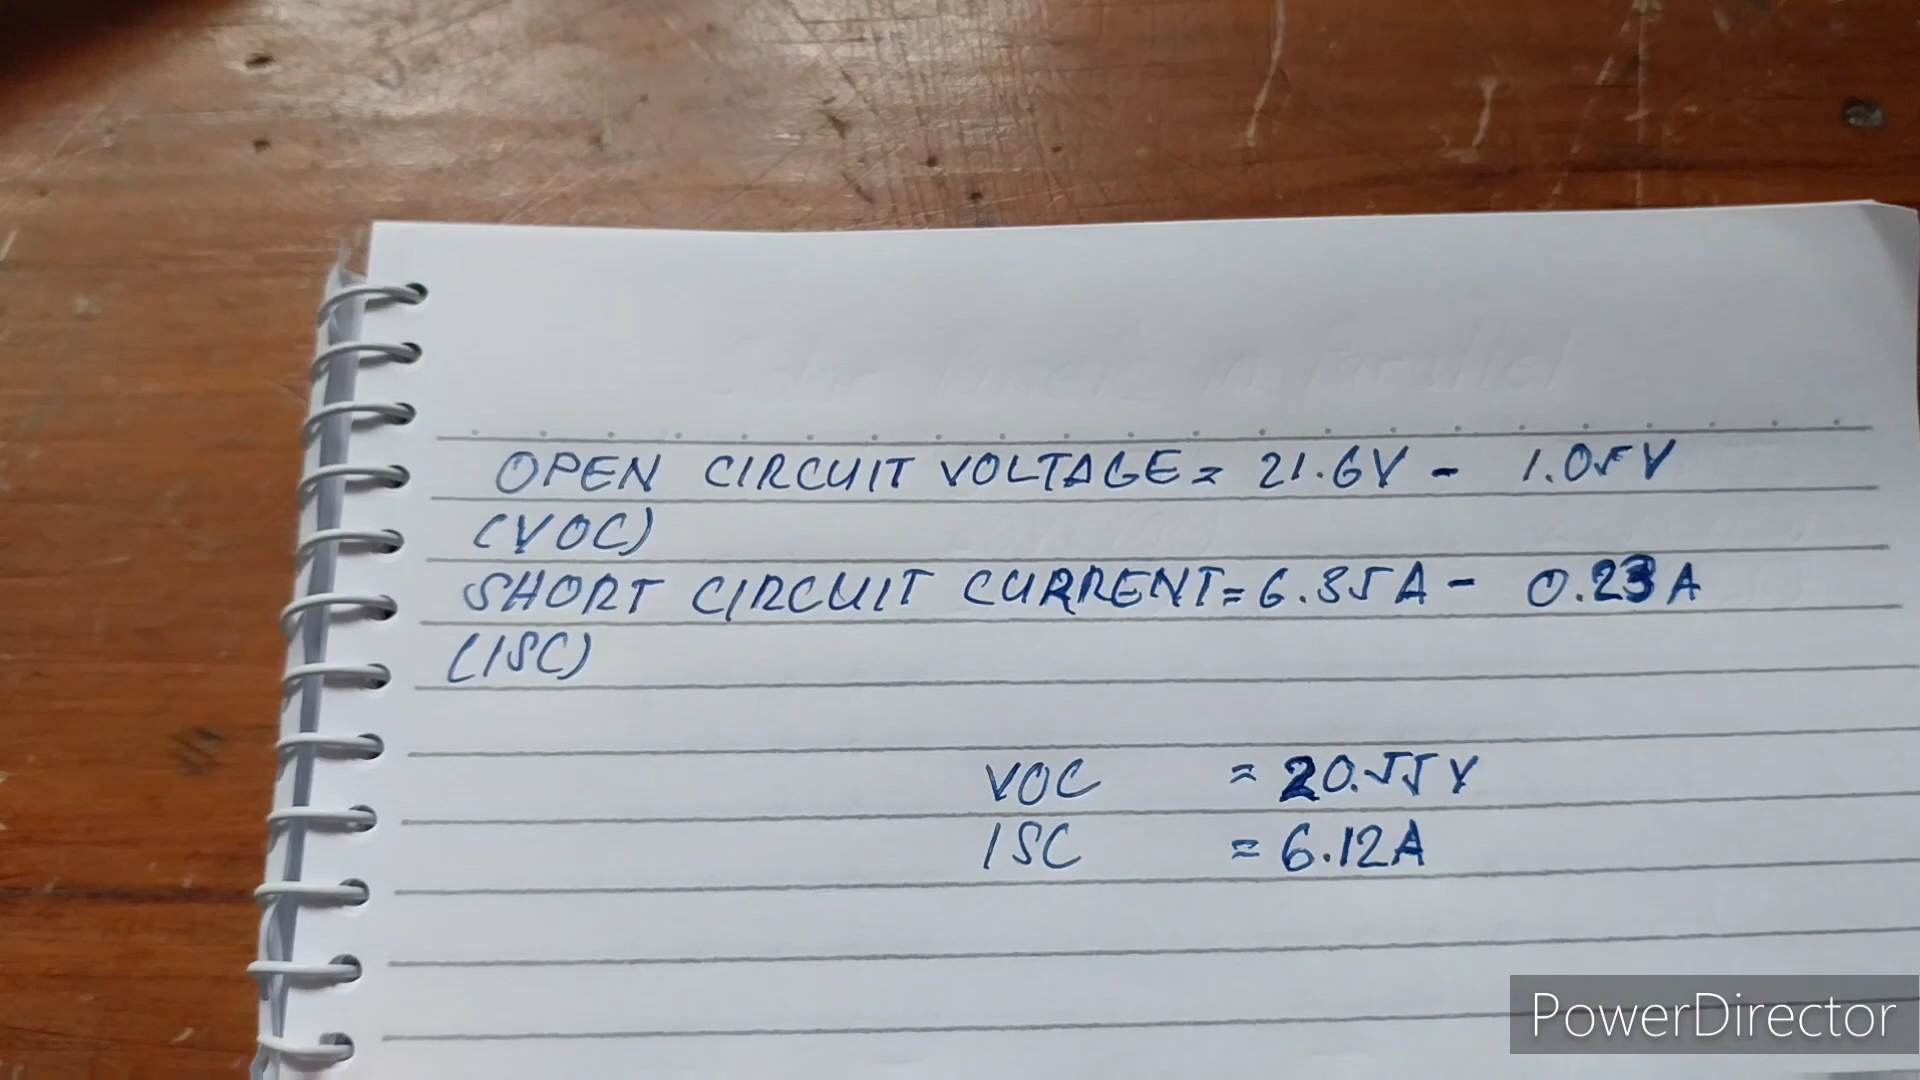 OPEN CIRCUIT VOLTAGE = 21.6V - 1.05V
(VOC)
SHORT CIRCUIT CURRENT = 6.35A - 0.23A
(ISC)
VOC = 20.55V
ISC = 6.12A
PowerDirector